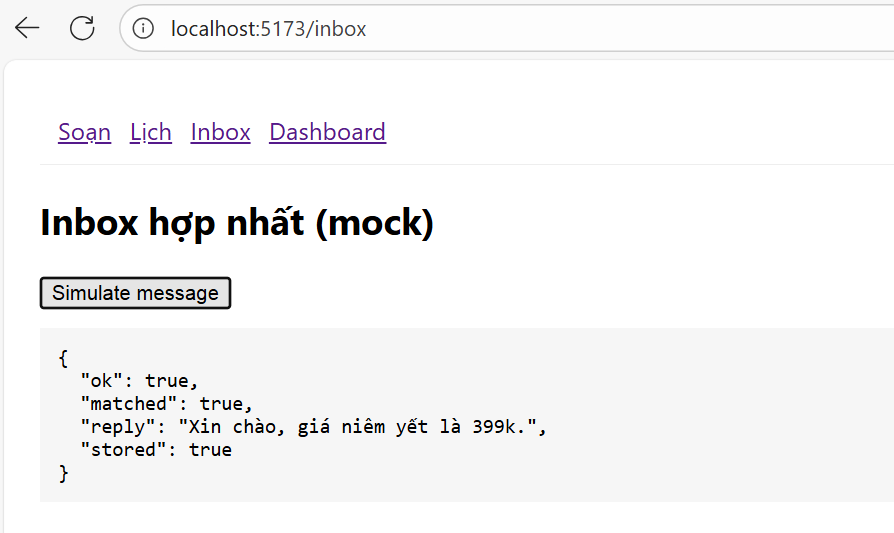 localhost:5173/inbox
Soạn Lịch Inbox Dashboard
Inbox hợp nhất (mock)
Simulate message
{
  "ok": true,
  "matched": true,
  "reply": "Xin chào, giá niêm yết là 399k.",
  "stored": true
}